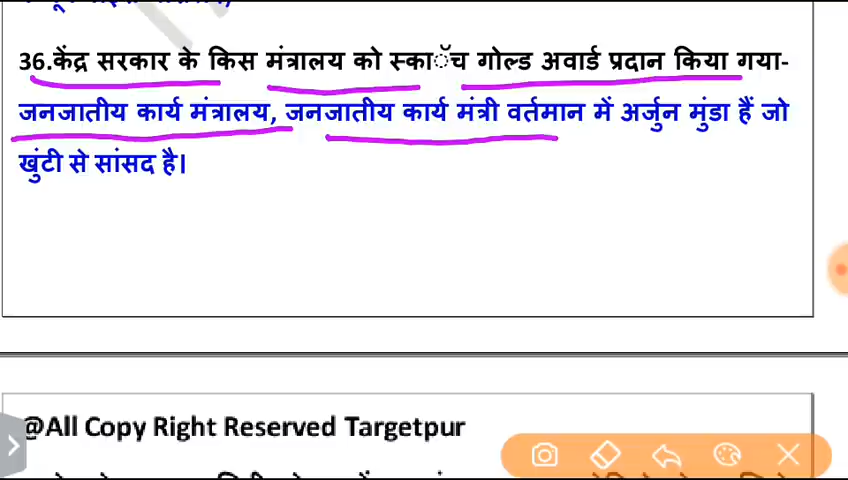 36.केंद्र सरकार के किस मंत्रालय को स्काॅच गोल्ड अवार्ड प्रदान किया गया-
जनजातीय कार्य मंत्रालय, जनजातीय कार्य मंत्री वर्तमान में अर्जुन मुंडा हैं जो
खुंटी से सांसद है।
@All Copy Right Reserved Targetpur